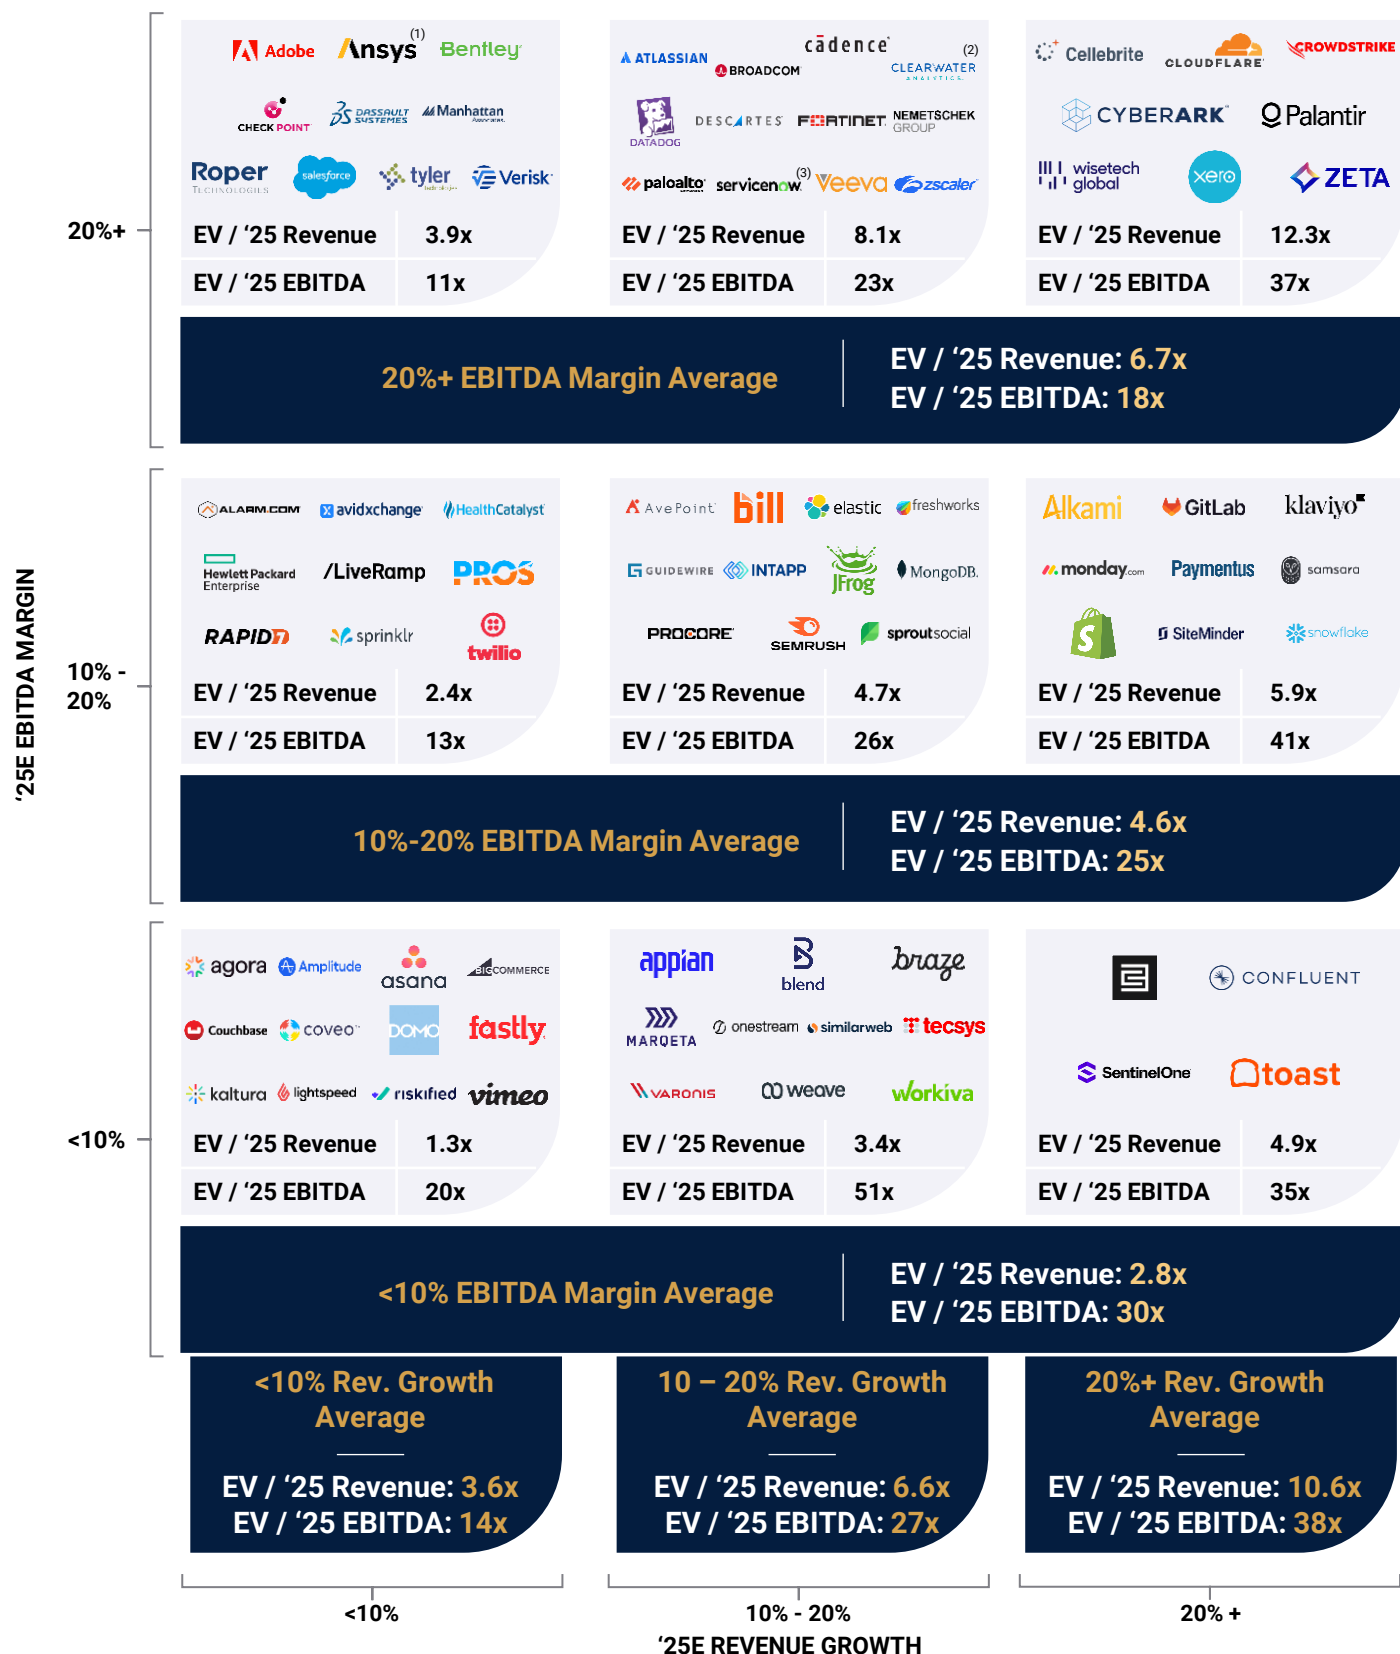 Adobe Ansys (1) Bentley
CHECK POINT DASSAULT SYSTEMES Manhattan Associates
Roper TECHNOLOGIES salesforce tyler technologies Verisk
EV / ‘25 Revenue 3.9x
EV / ‘25 EBITDA 11x
ATLASSIAN BROADCOM cādence CLEARWATER ANALYTICS (2)
DATADOG DESCARTES FORTINET NEMETSCHEK GROUP
paloalto servicenow (3) Veeva zscaler
EV / ‘25 Revenue 8.1x
EV / ‘25 EBITDA 23x
Cellebrite CLOUDFLARE CROWDSTRIKE
CYBERARK Palantir
wisetech global xero ZETA
EV / ‘25 Revenue 12.3x
EV / ‘25 EBITDA 37x
20%+
20%+ EBITDA Margin Average
EV / ‘25 Revenue: 6.7x
EV / ‘25 EBITDA: 18x
ALARM.COM avidxchange HealthCatalyst
Hewlett Packard Enterprise /LiveRamp PROS
RAPID7 sprinklr twilio
EV / ‘25 Revenue 2.4x
EV / ‘25 EBITDA 13x
AvePoint bill elastic freshworks
GUIDEWIRE INTAPP JFrog MongoDB.
PROCORE SEMRUSH sproutsocial
EV / ‘25 Revenue 4.7x
EV / ‘25 EBITDA 26x
Alkami GitLab klaviyo
monday.com Paymentus samsara
S SiteMinder snowflake
EV / ‘25 Revenue 5.9x
EV / ‘25 EBITDA 41x
‘25E EBITDA MARGIN
10% -
20%
10%-20% EBITDA Margin Average
EV / ‘25 Revenue: 4.6x
EV / ‘25 EBITDA: 25x
agora Amplitude asana BIGCOMMERCE
Couchbase coveo DOMO fastly
kaltura lightspeed riskified vimeo
EV / ‘25 Revenue 1.3x
EV / ‘25 EBITDA 20x
appian blend braze
MARQETA onestream similarweb tecsys
VARONIS weave workiva
EV / ‘25 Revenue 3.4x
EV / ‘25 EBITDA 51x
CONFLUENT
SentinelOne toast
EV / ‘25 Revenue 4.9x
EV / ‘25 EBITDA 35x
<10%
<10% EBITDA Margin Average
EV / ‘25 Revenue: 2.8x
EV / ‘25 EBITDA: 30x
<10% Rev. Growth
Average
EV / ‘25 Revenue: 3.6x
EV / ‘25 EBITDA: 14x
10 – 20% Rev. Growth
Average
EV / ‘25 Revenue: 6.6x
EV / ‘25 EBITDA: 27x
20%+ Rev. Growth
Average
EV / ‘25 Revenue: 10.6x
EV / ‘25 EBITDA: 38x
<10% 10% - 20% 20% +
‘25E REVENUE GROWTH